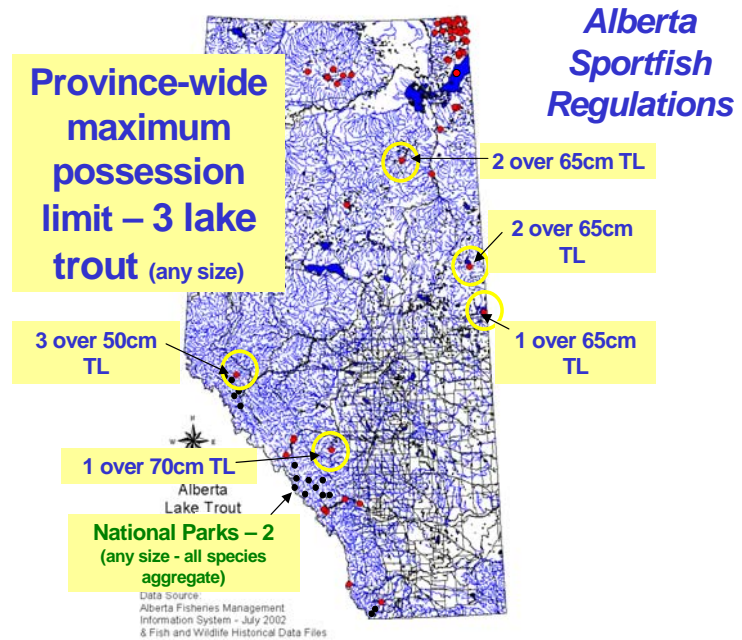 Alberta
Sportfish
Regulations
Province-wide
maximum
possession
limit – 3 lake
trout (any size)
2 over 65cm TL
2 over 65cm
TL
3 over 50cm
TL
1 over 65cm
TL
N
W
E
1 over 70cm TL
Alberta
Lake Trout
National Parks – 2
(any size - all species
aggregate)
Data Source:
Alberta Fisheries Management
Information System - July 2002
& Fish and Wildlife Historical Data Files